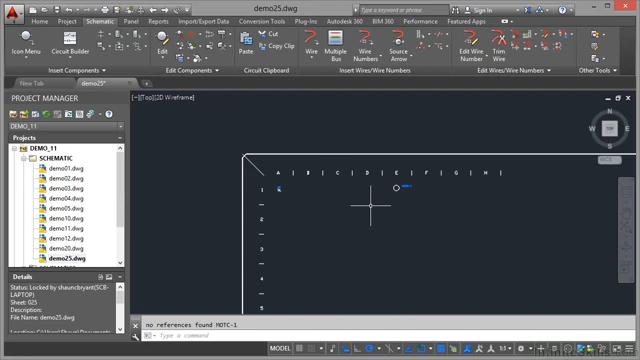 demo25.dwg
Type a keyword or phrase
Sign In
Home
Project
Schematic
Panel
Reports
Import/Export Data
Conversion Tools
Plug-ins
Autodesk 360
BIM 360
Performance
Icon Menu
Circuit Builder
Edit
Cut
Copy Clip
Paste
Wire
Multiple Bus
Wire Numbers
Source Arrow
Edit Wire Number
Trim Wire
Insert Components
Edit Components
Circuit Clipboard
Insert Wires/Wire Numbers
Edit Wires/Wire Numbers
Other Tools
New Tab
demo25*
PROJECT MANAGER
[−][Top][2D Wireframe]
DEMO_11
Projects
DEMO_11
SCHEMATIC
demo01.dwg
demo02.dwg
demo03.dwg
demo04.dwg
demo05.dwg
demo10.dwg
demo11.dwg
demo12.dwg
demo20.dwg
demo25.dwg
Details
Status: Locked by shauncbryant(SCB-LAPTOP)
Sheet: 025
Description:
File Name: demo25.dwg
N
W
TOP
E
S
WCS
A | B | C | D | E | F | G | H |
1
2
3
4
5
no references found MOTC-1
Type a command
MODEL
1:1